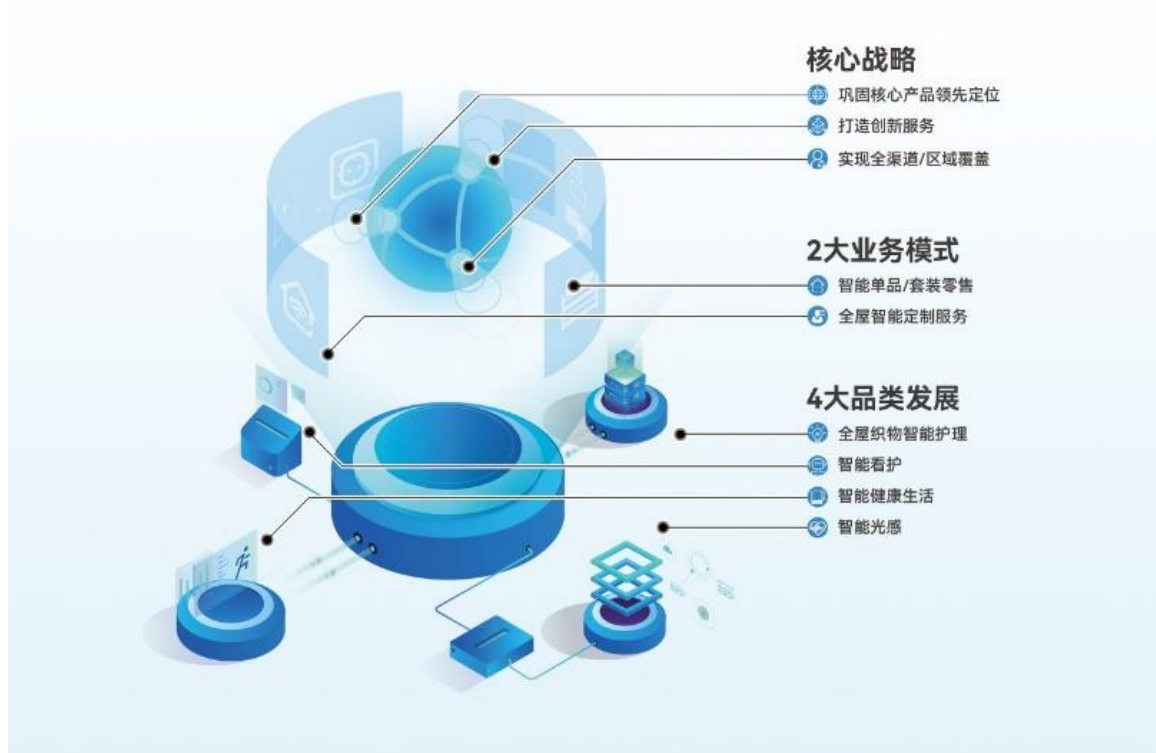 核心战略
巩固核心产品领先定位
打造创新服务
实现全渠道/区域覆盖
2大业务模式
智能单品/套装零售
全屋智能定制服务
4大品类发展
全屋织物智能护理
智能看护
智能健康生活
智能光感